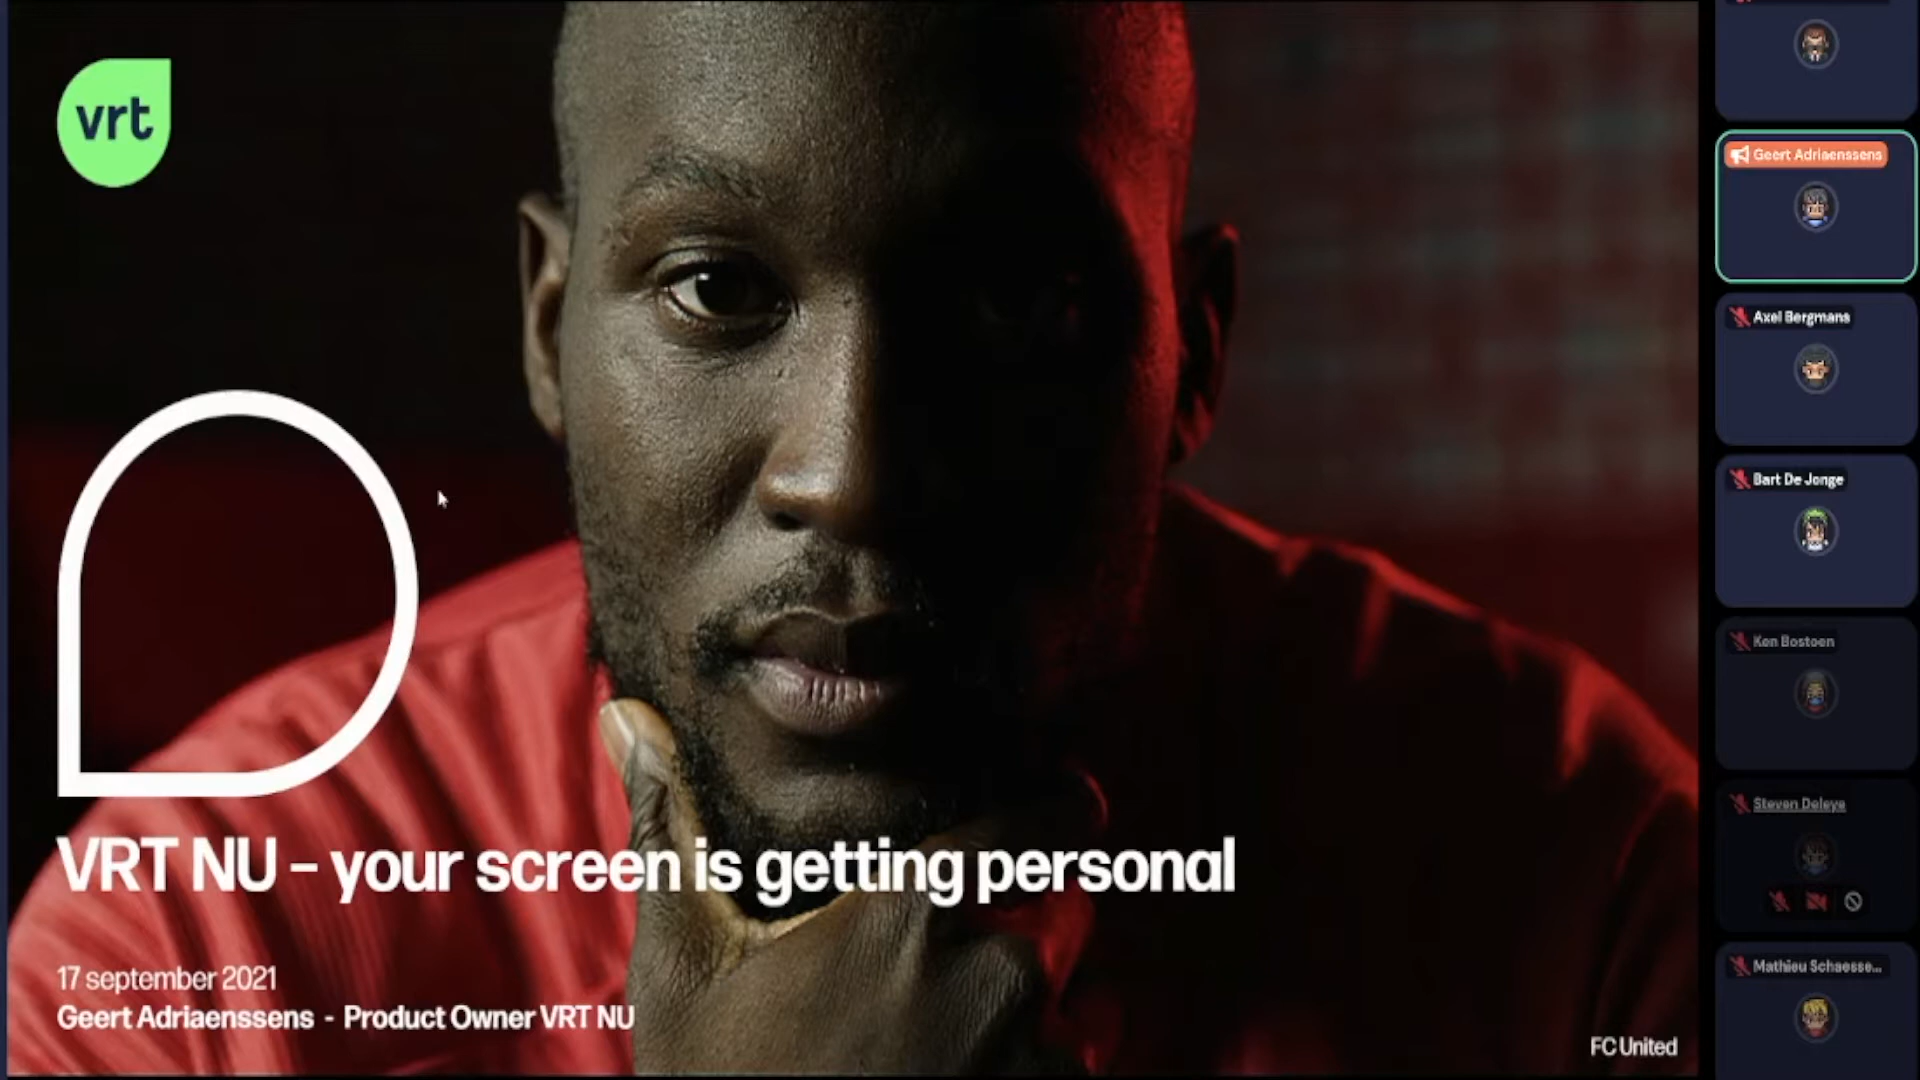 vrt
VRT NU – your screen is getting personal
17 september 2021
Geert Adriaenssens - Product Owner VRT NU
FC United
Geert Adriaenssens
Axel Bergmans
Bart De Jonge
Ken Bostoen
Steven Deleye
Mathieu Schaesse...